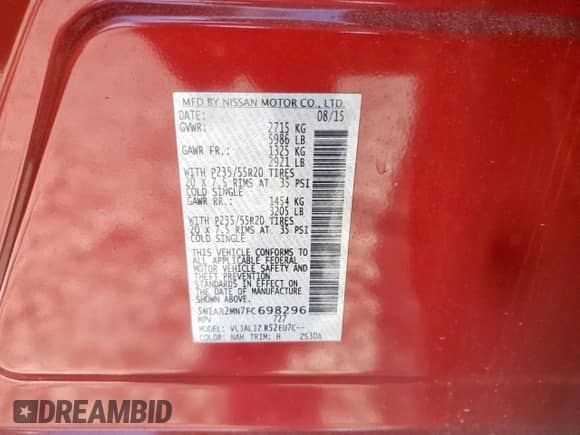 MFD BY NISSAN MOTOR CO., LTD.
DATE: 08/15
GVWR: 2715 KG
5986 LB
GAWR FR.: 1325 KG
2921 LB
WITH P235/55R20 TIRES
20 X 7.5 RIMS AT 35 PSI
COLD SINGLE
GAWR RR.: 1454 KG
3205 LB
WITH P235/55R20 TIRES
20 X 7.5 RIMS AT 35 PSI
COLD SINGLE
THIS VEHICLE CONFORMS TO
ALL APPLICABLE FEDERAL
MOTOR VEHICLE SAFETY AND
THEFT PREVENTION
STANDARDS IN EFFECT ON
THE DATE OF MANUFACTURE
5N1AR2MN7FC698296
MPV 727
MODEL: VL3ALJZ R52EU7C--
COLOR: NAH TRIM: H 25306
DREAMBID